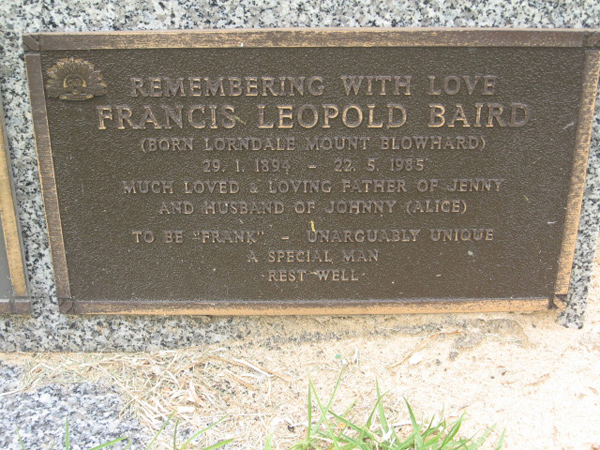 REMEMBERING WITH LOVE
FRANCIS LEOPOLD BAIRD
(BORN LORNDALE MOUNT BLOWHARD)
29. 1. 1894 - 22. 5. 1985
MUCH LOVED & LOVING FATHER OF JENNY
AND HUSBAND OF JOHNNY (ALICE)
TO BE "FRANK" - UNARGUABLY UNIQUE
A SPECIAL MAN
·REST WELL·